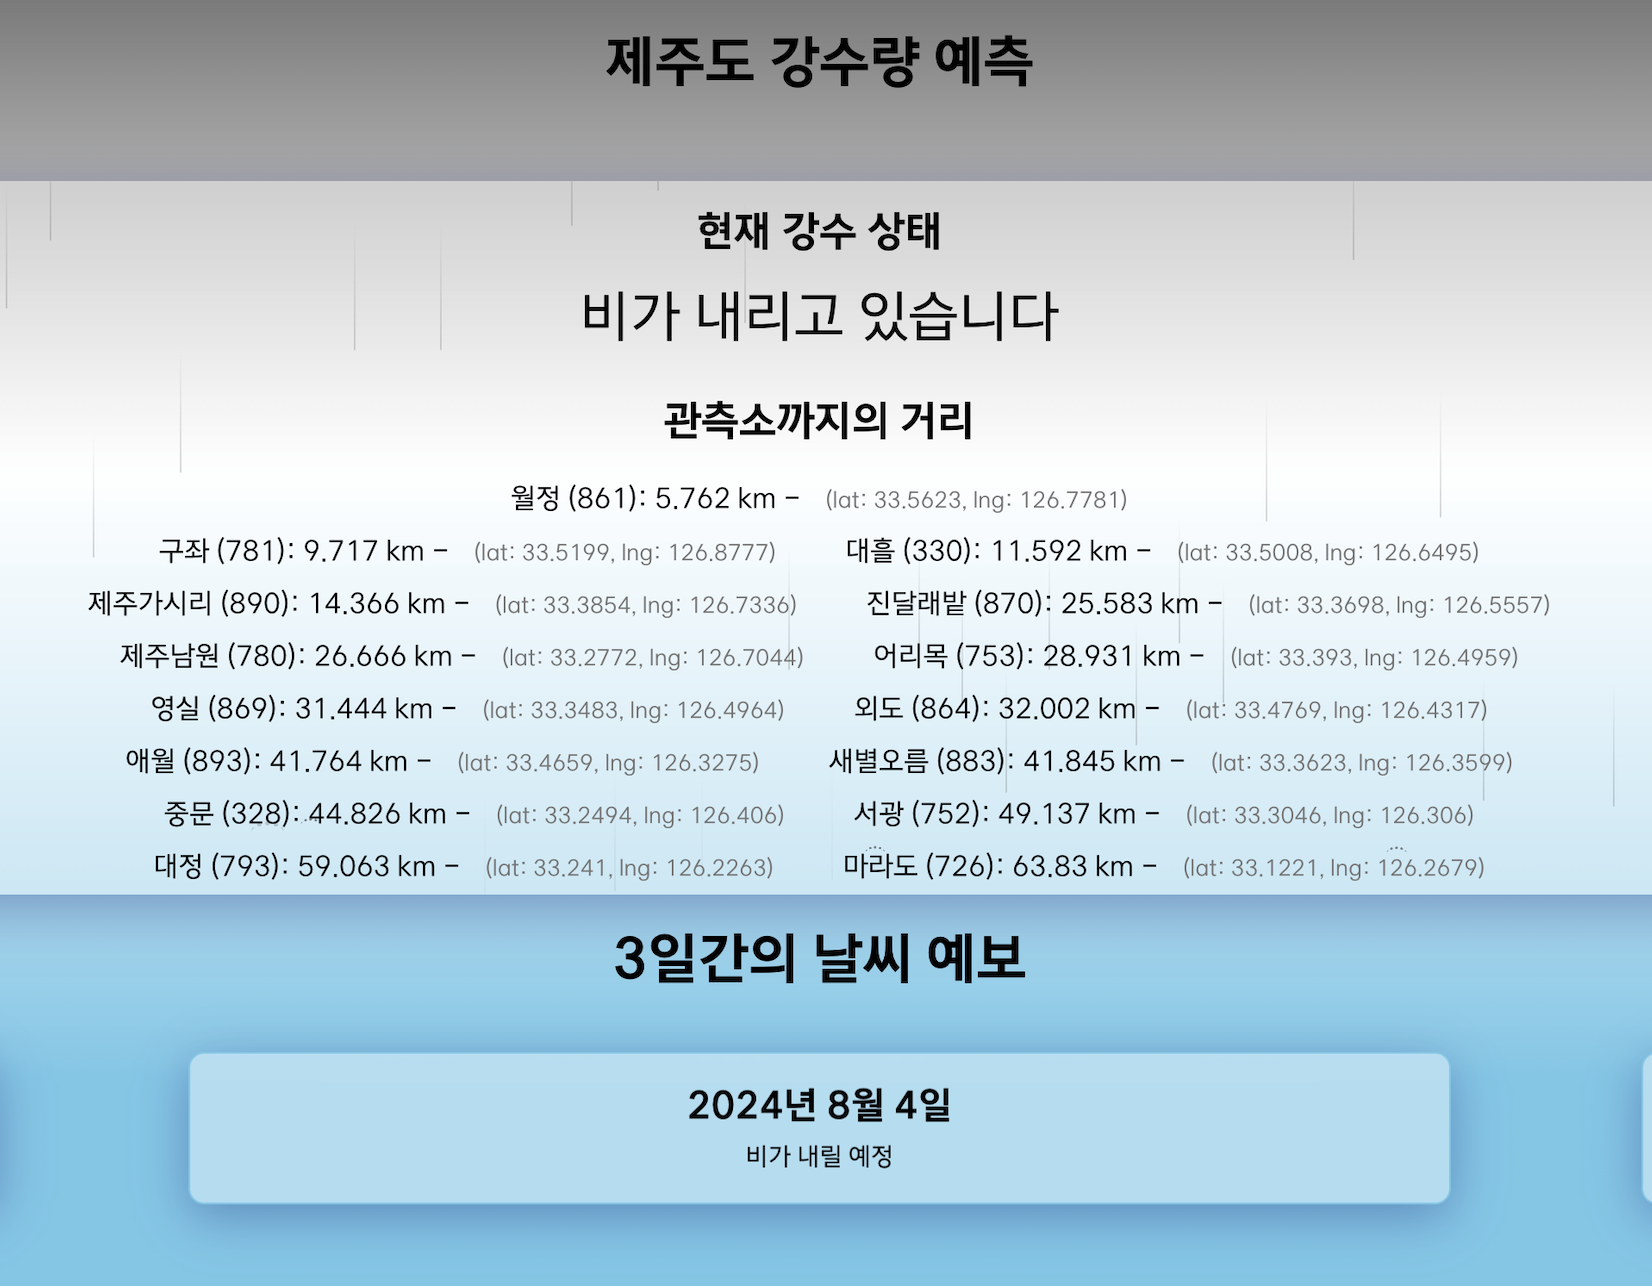 제주도 강수량 예측
현재 강수 상태
비가 내리고 있습니다
관측소까지의 거리
월정 (861): 5.762 km – (lat: 33.5623, lng: 126.7781)
구좌 (781): 9.717 km – (lat: 33.5199, lng: 126.8777) 대흘 (330): 11.592 km – (lat: 33.5008, lng: 126.6495)
제주가시리 (890): 14.366 km – (lat: 33.3854, lng: 126.7336) 진달래밭 (870): 25.583 km – (lat: 33.3698, lng: 126.5557)
제주남원 (780): 26.666 km – (lat: 33.2772, lng: 126.7044) 어리목 (753): 28.931 km – (lat: 33.393, lng: 126.4959)
영실 (869): 31.444 km – (lat: 33.3483, lng: 126.4964) 외도 (864): 32.002 km – (lat: 33.4769, lng: 126.4317)
애월 (893): 41.764 km – (lat: 33.4659, lng: 126.3275) 새별오름 (883): 41.845 km – (lat: 33.3623, lng: 126.3599)
중문 (328): 44.826 km – (lat: 33.2494, lng: 126.406) 서광 (752): 49.137 km – (lat: 33.3046, lng: 126.306)
대정 (793): 59.063 km – (lat: 33.241, lng: 126.2263) 마라도 (726): 63.83 km – (lat: 33.1221, lng: 126.2679)
3일간의 날씨 예보
2024년 8월 4일
비가 내릴 예정